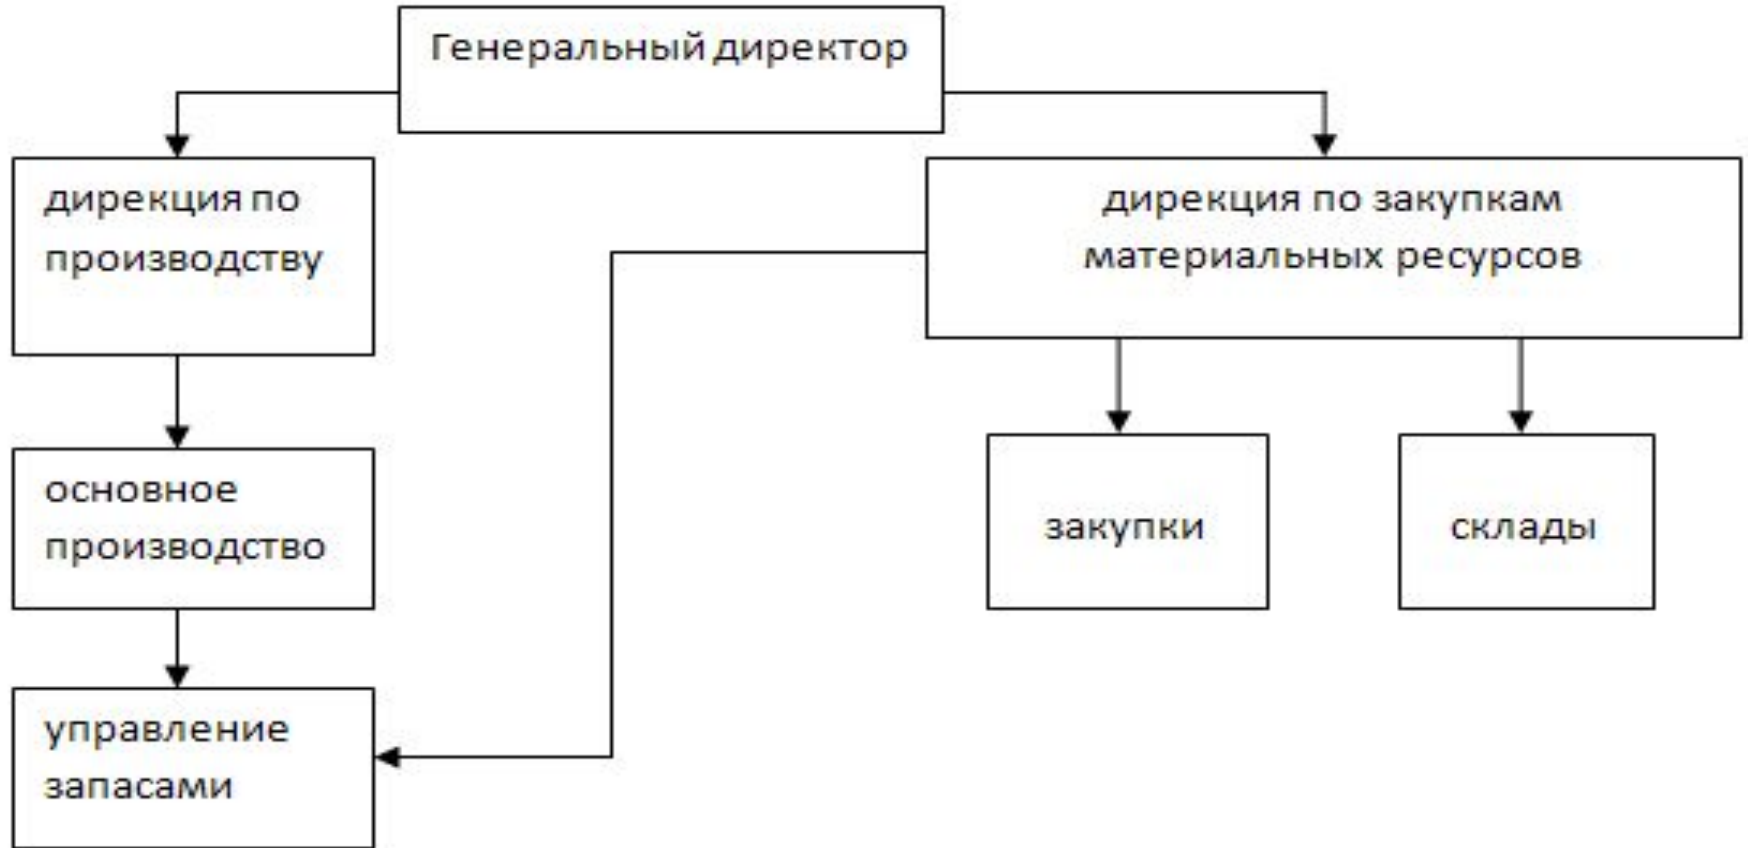 Генеральный директор
дирекция по
производству
дирекция по закупкам
материальных ресурсов
основное
производство
закупки
склады
управление
запасами